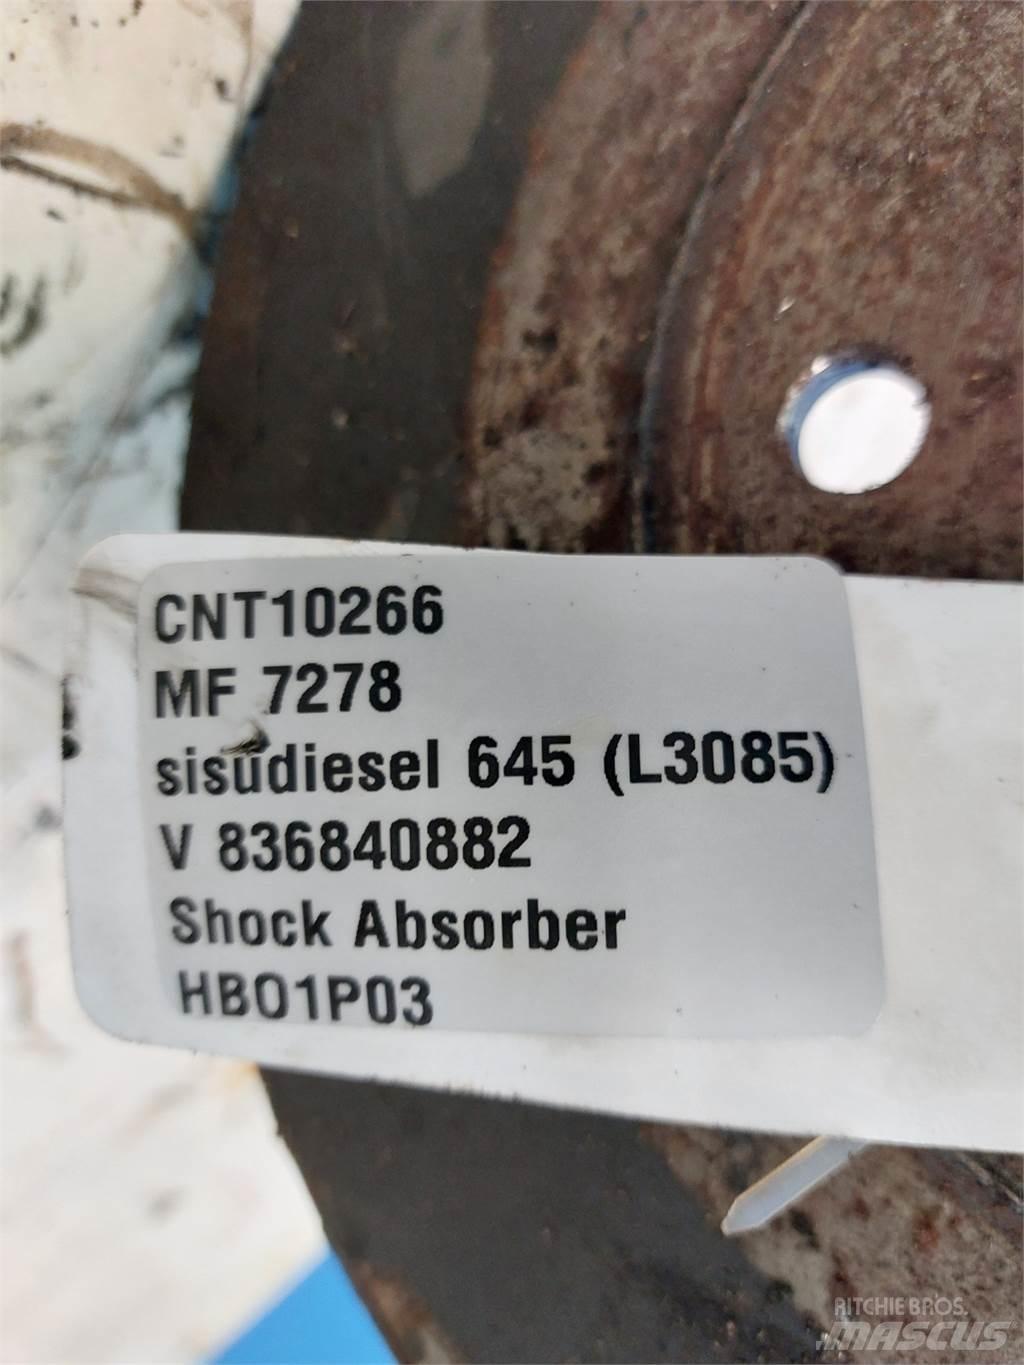 CNT10266
MF 7278
sisudiesel 645 (L3085)
V 836840882
Shock Absorber
HBO1P03
RITCHIE BROS.
MASCUS